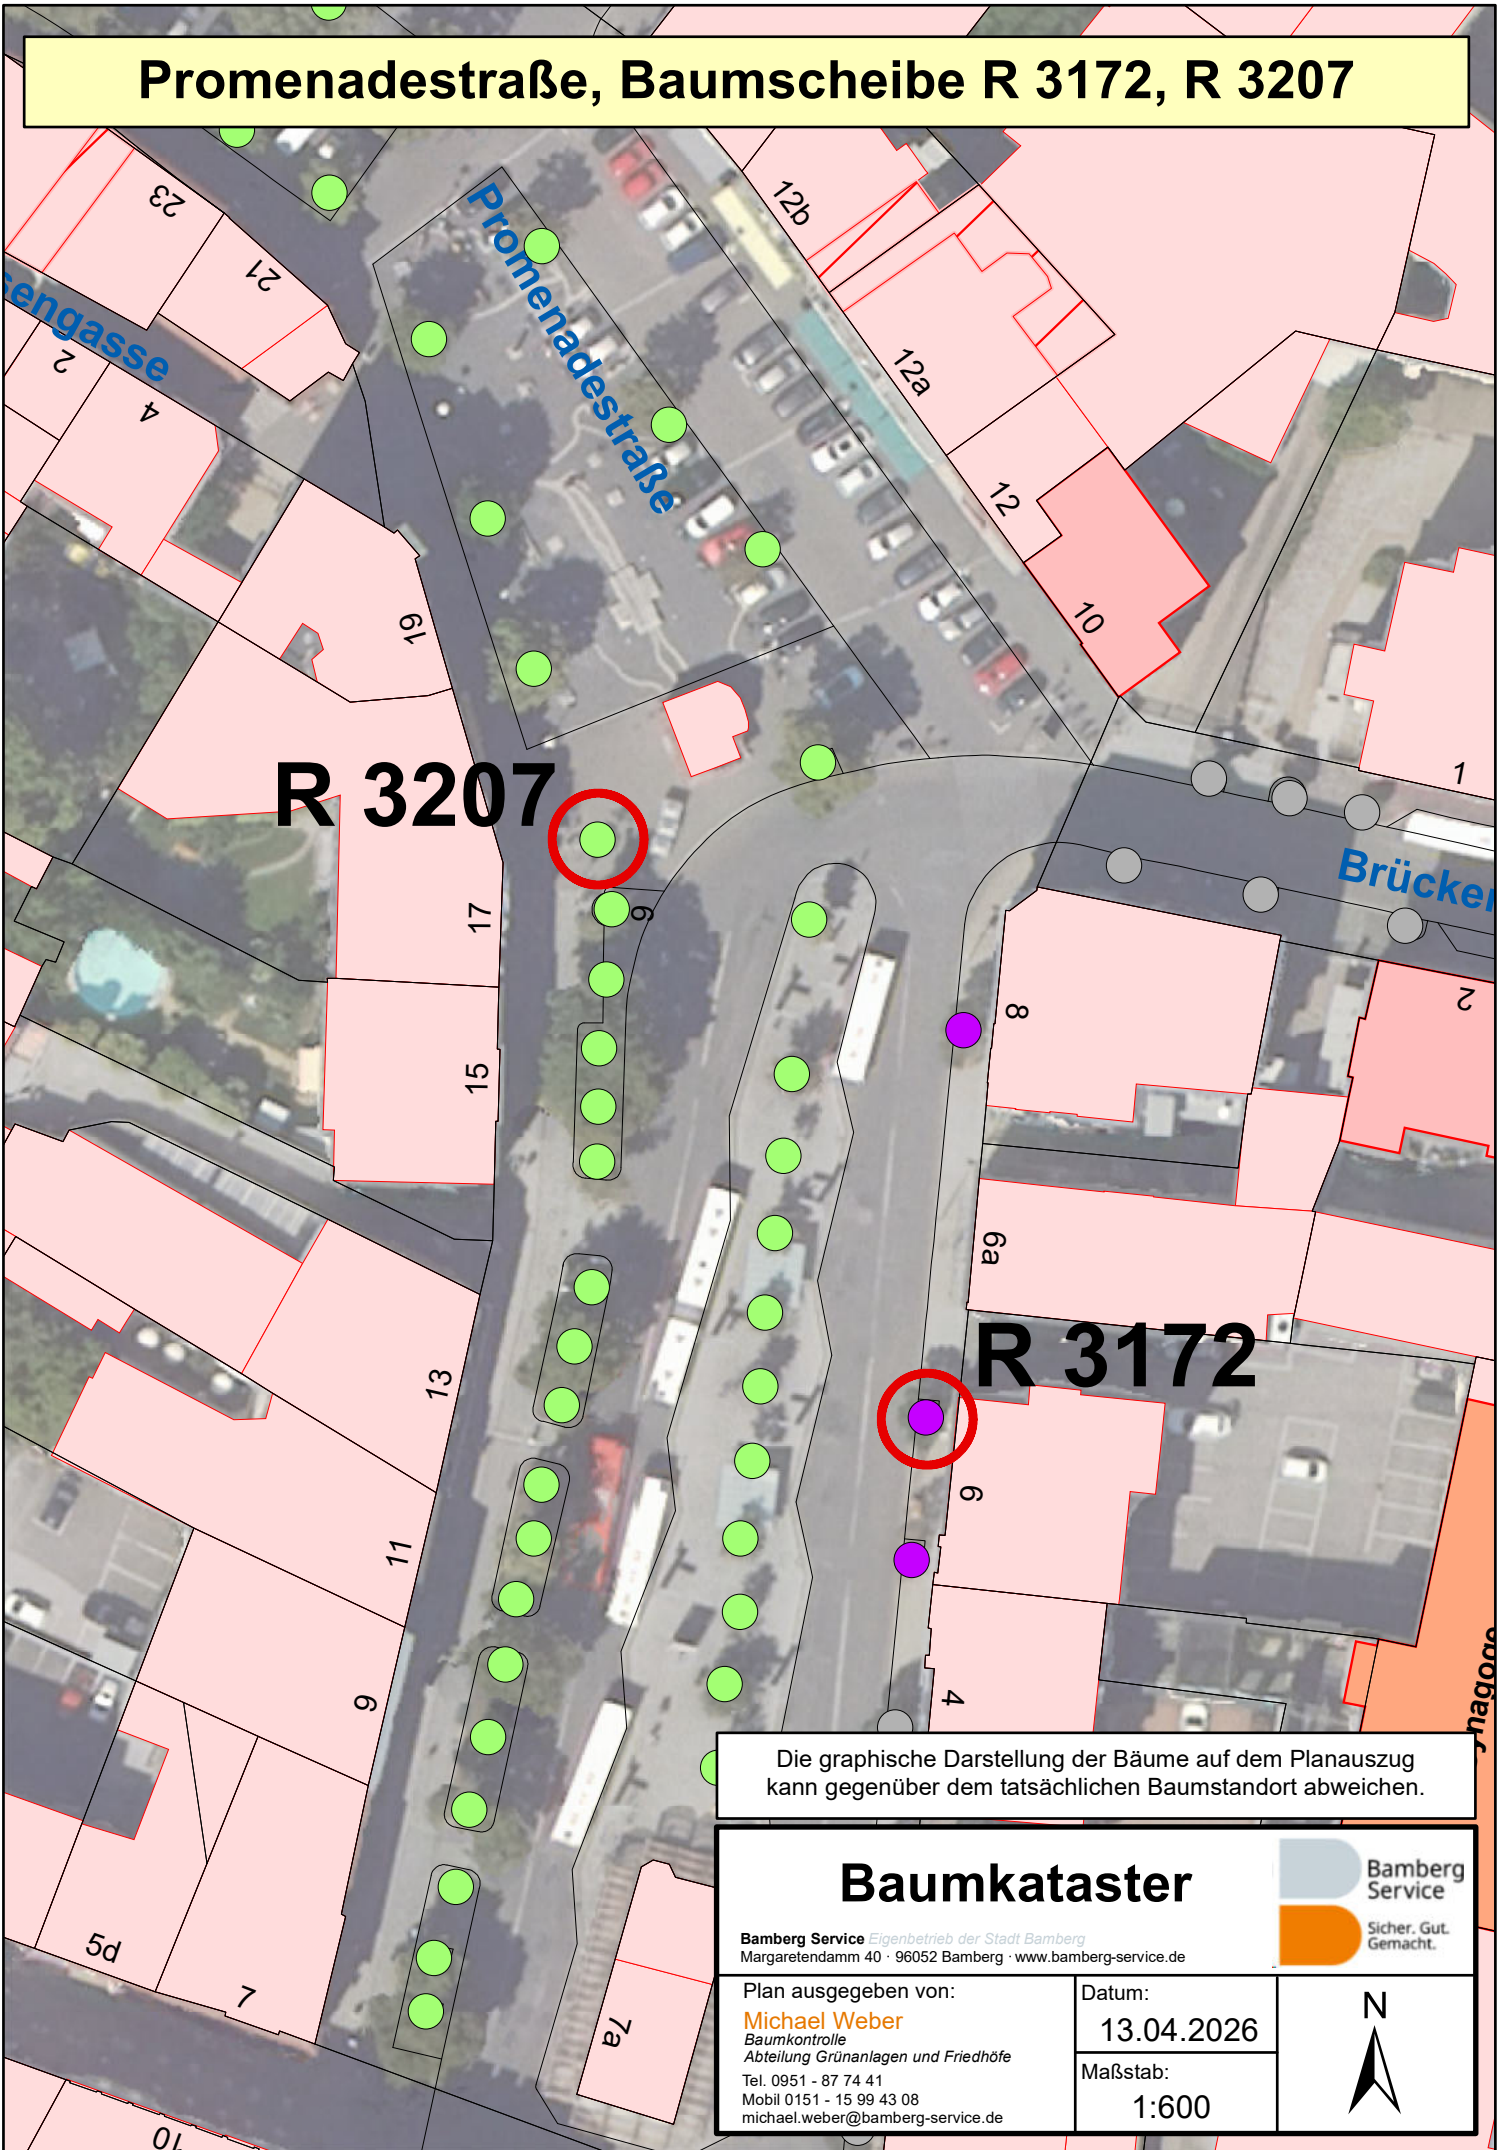 Promenadestraße, Baumscheibe R 3172, R 3207
23
21
12b
Promenadestraße
sengasse
2
4
12a
12
10
19
1
R 3207
Brücken
17
9
8
2
15
6a
R 3172
13
6
11
9
4
ynagoge
5d
7
7a
10
Die graphische Darstellung der Bäume auf dem Planauszug
kann gegenüber dem tatsächlichen Baumstandort abweichen.
Baumkataster
Bamberg Service Eigenbetrieb der Stadt Bamberg
Margaretendamm 40 · 96052 Bamberg · www.bamberg-service.de
Bamberg
Service
Sicher. Gut.
Gemacht.
Plan ausgegeben von:
Michael Weber
Baumkontrolle
Abteilung Grünanlagen und Friedhöfe
Tel. 0951 - 87 74 41
Mobil 0151 - 15 99 43 08
michael.weber@bamberg-service.de
Datum:
13.04.2026
Maßstab:
1:600
N